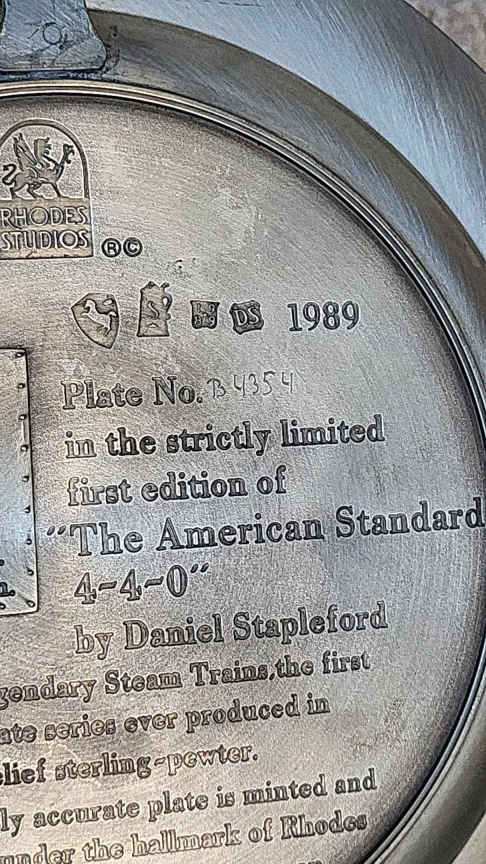 RHODES
STUDIOS
®©
S DS 1989
Plate No. B4354
in the strictly limited
first edition of
"The American Standard
4-4-0"
by Daniel Stapleford
gendary Steam Trains, the first
ate series ever produced in
lief sterling-pewter.
ly accurate plate is minted and
under the hallmark of Rhodes